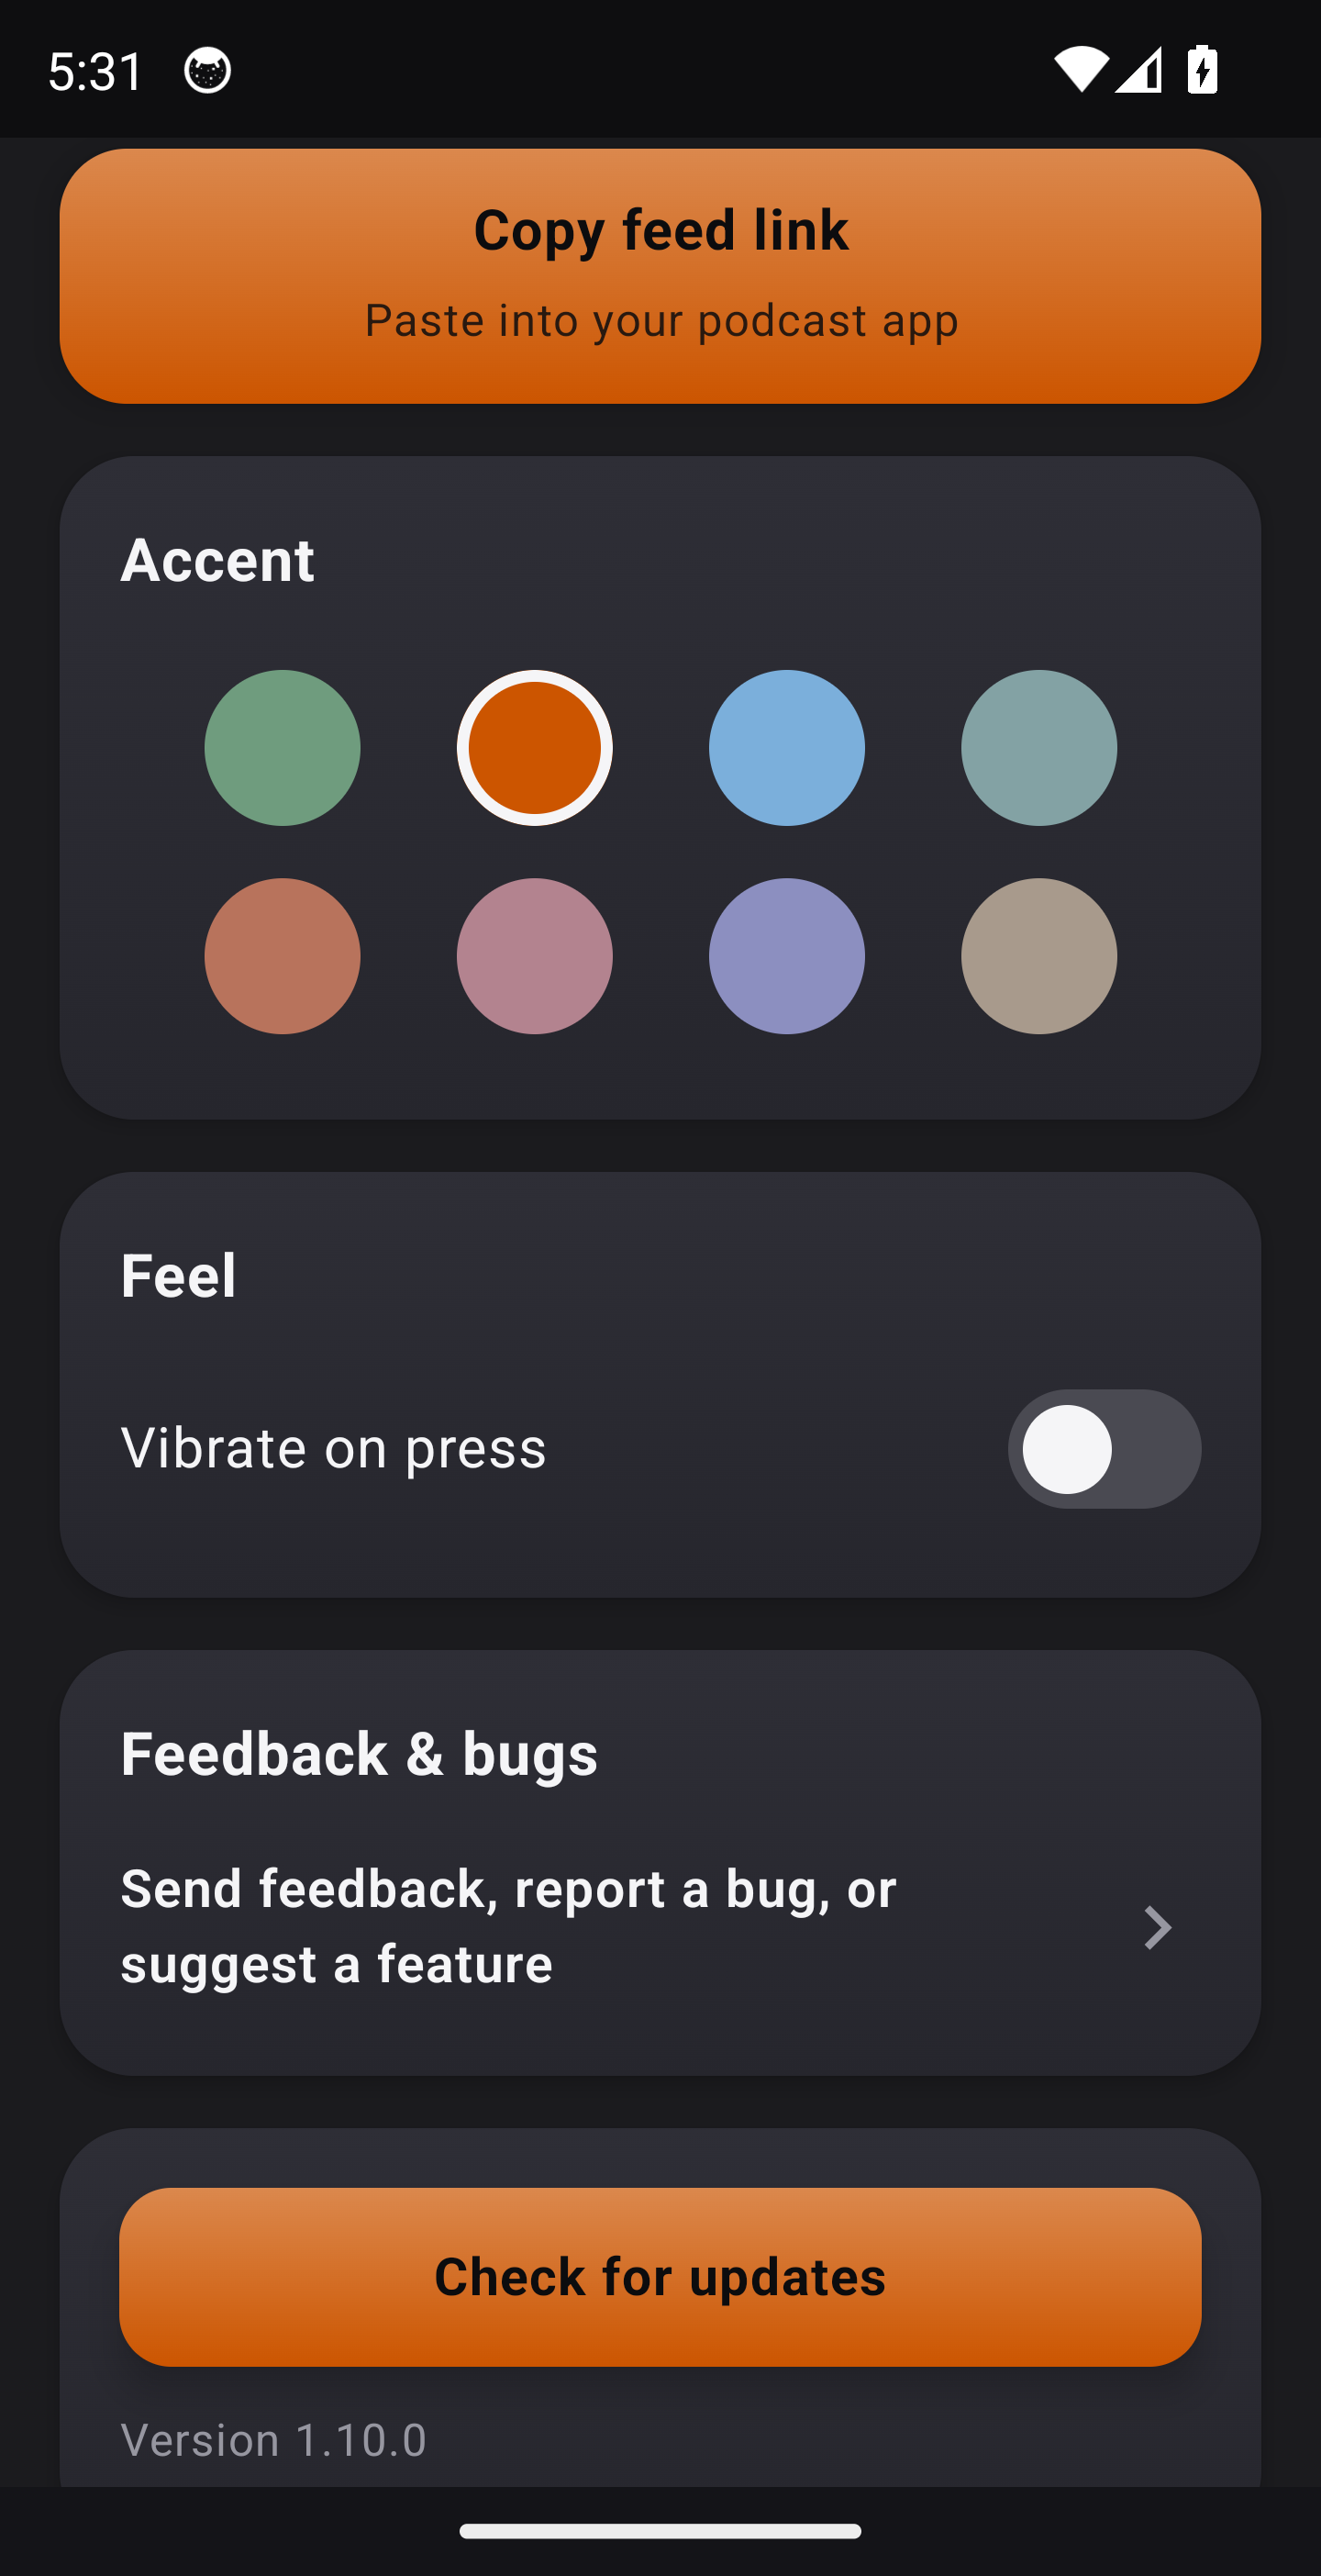 5:31
Copy feed link
Paste into your podcast app
Accent
Feel
Vibrate on press
Feedback & bugs
Send feedback, report a bug, or
suggest a feature
Check for updates
Version 1.10.0